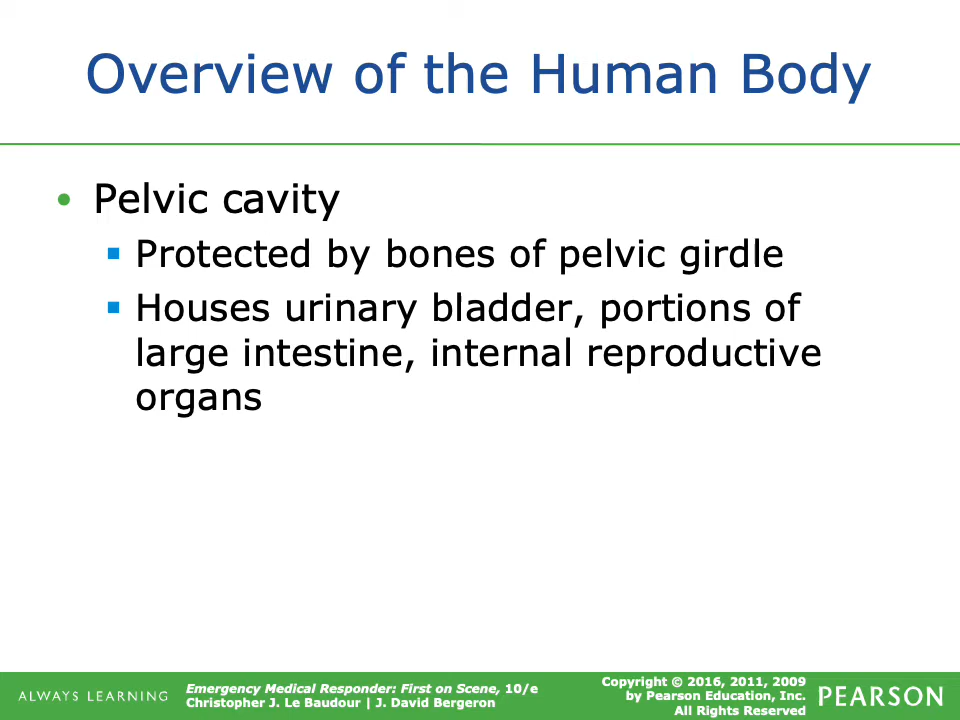 Overview of the Human Body
• Pelvic cavity
▪ Protected by bones of pelvic girdle
▪ Houses urinary bladder, portions of
large intestine, internal reproductive
organs
ALWAYS LEARNING
Emergency Medical Responder: First on Scene, 10/e
Christopher J. Le Baudour | J. David Bergeron
Copyright © 2016, 2011, 2009
by Pearson Education, Inc.
All Rights Reserved
PEARSON